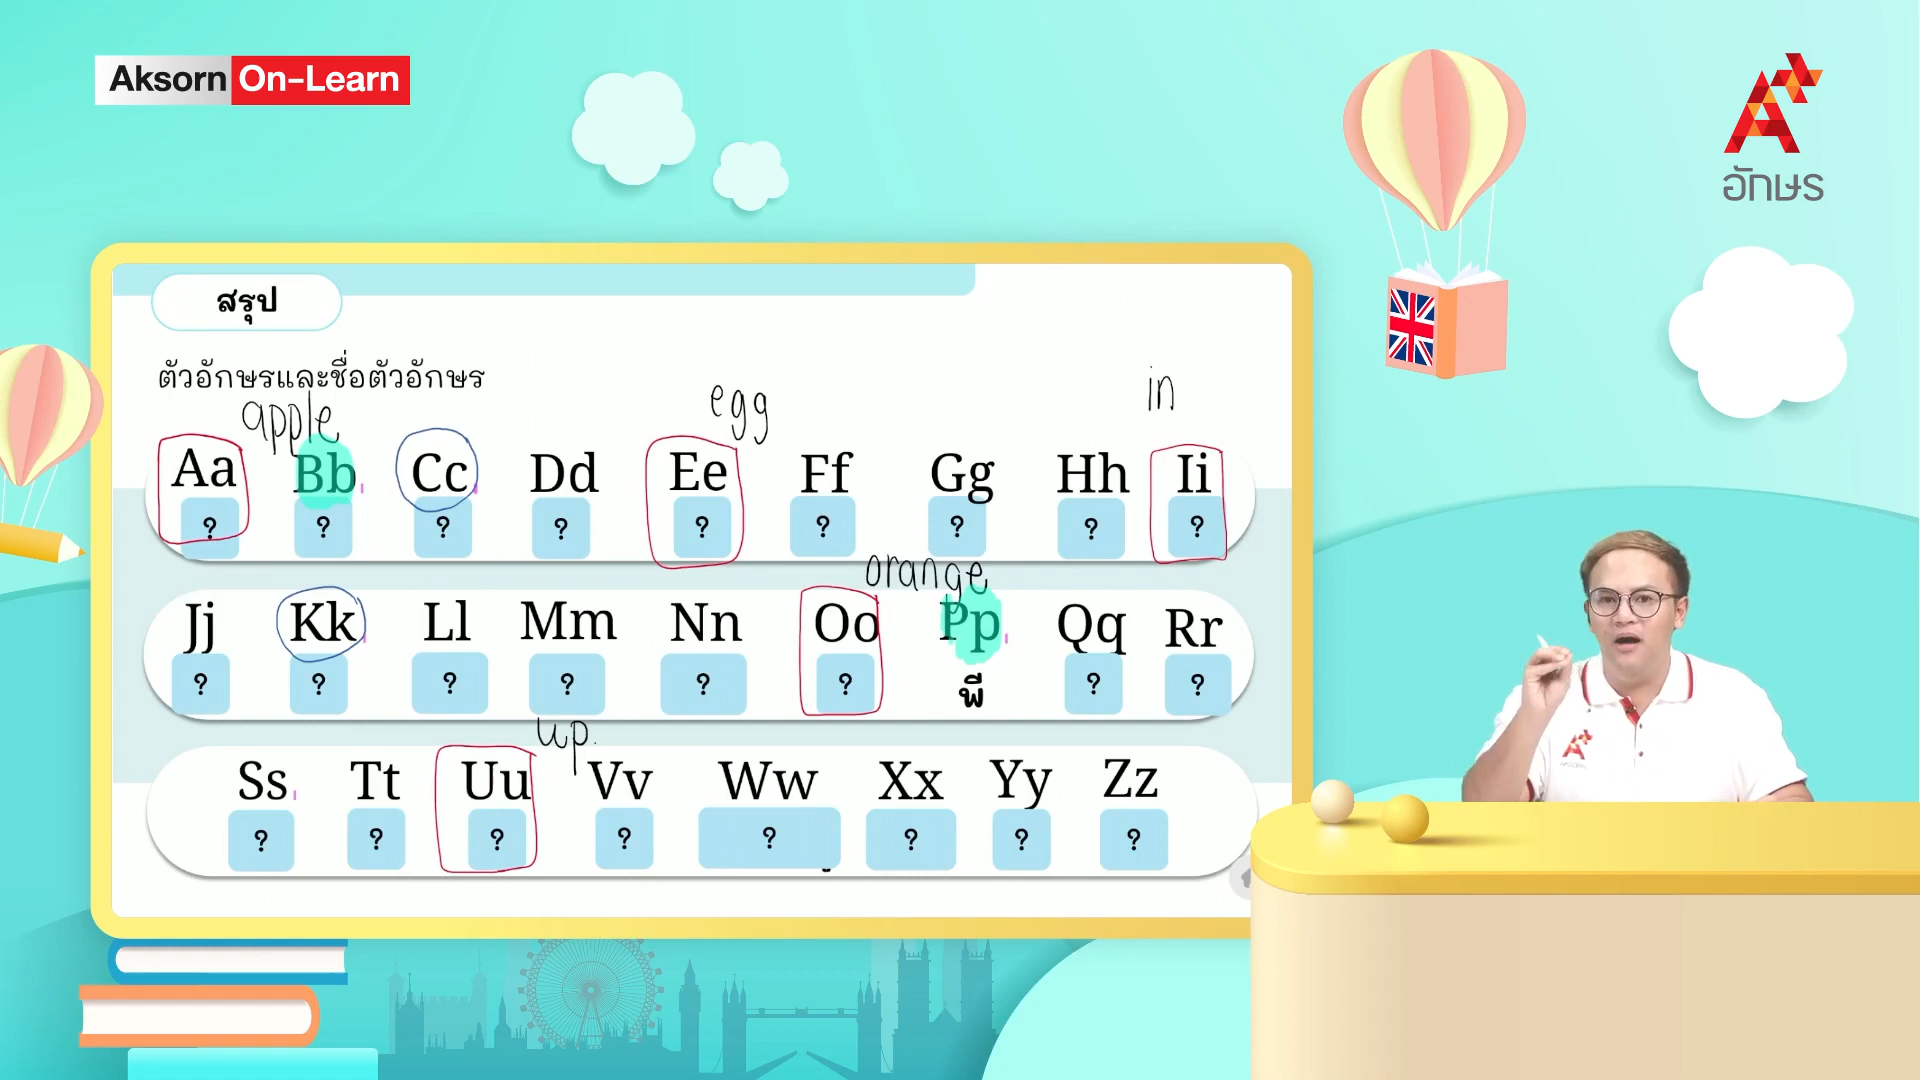 Aksorn On-Learn
อักษร
สรุป
ตัวอักษรและชื่อตัวอักษร
apple egg in
Aa Bb Cc Dd Ee Ff Gg Hh Ii
? ? ? ? ? ? ? ? ?
orange
Jj Kk Ll Mm Nn Oo Pp Qq Rr
? ? ? ? ? ? พี ? ?
up.
Ss Tt Uu Vv Ww Xx Yy Zz
? ? ? ? ? ? ? ?